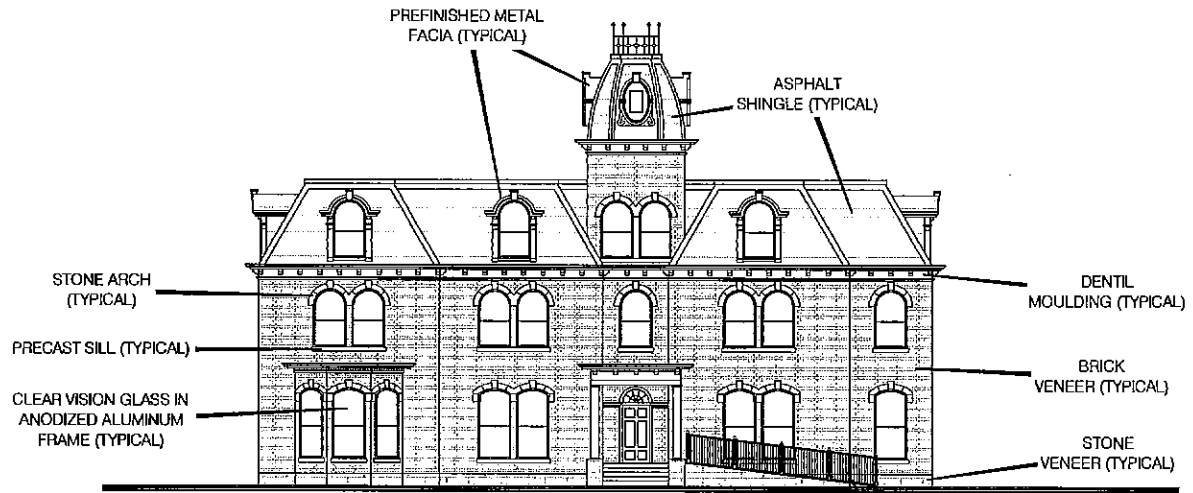 PREFINISHED METAL
FACIA (TYPICAL)
ASPHALT
SHINGLE (TYPICAL)
STONE ARCH
(TYPICAL)
DENTIL
MOULDING (TYPICAL)
PRECAST SILL (TYPICAL)
BRICK
VENEER (TYPICAL)
CLEAR VISION GLASS IN
ANODIZED ALUMINUM
FRAME (TYPICAL)
STONE
VENEER (TYPICAL)